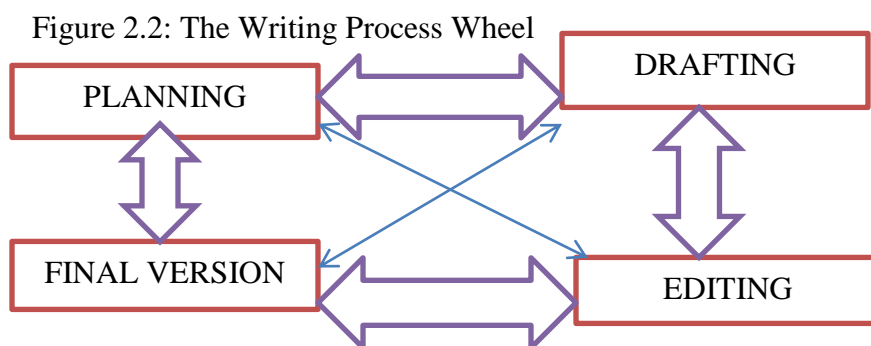 Figure 2.2: The Writing Process Wheel
PLANNING
DRAFTING
FINAL VERSION
EDITING